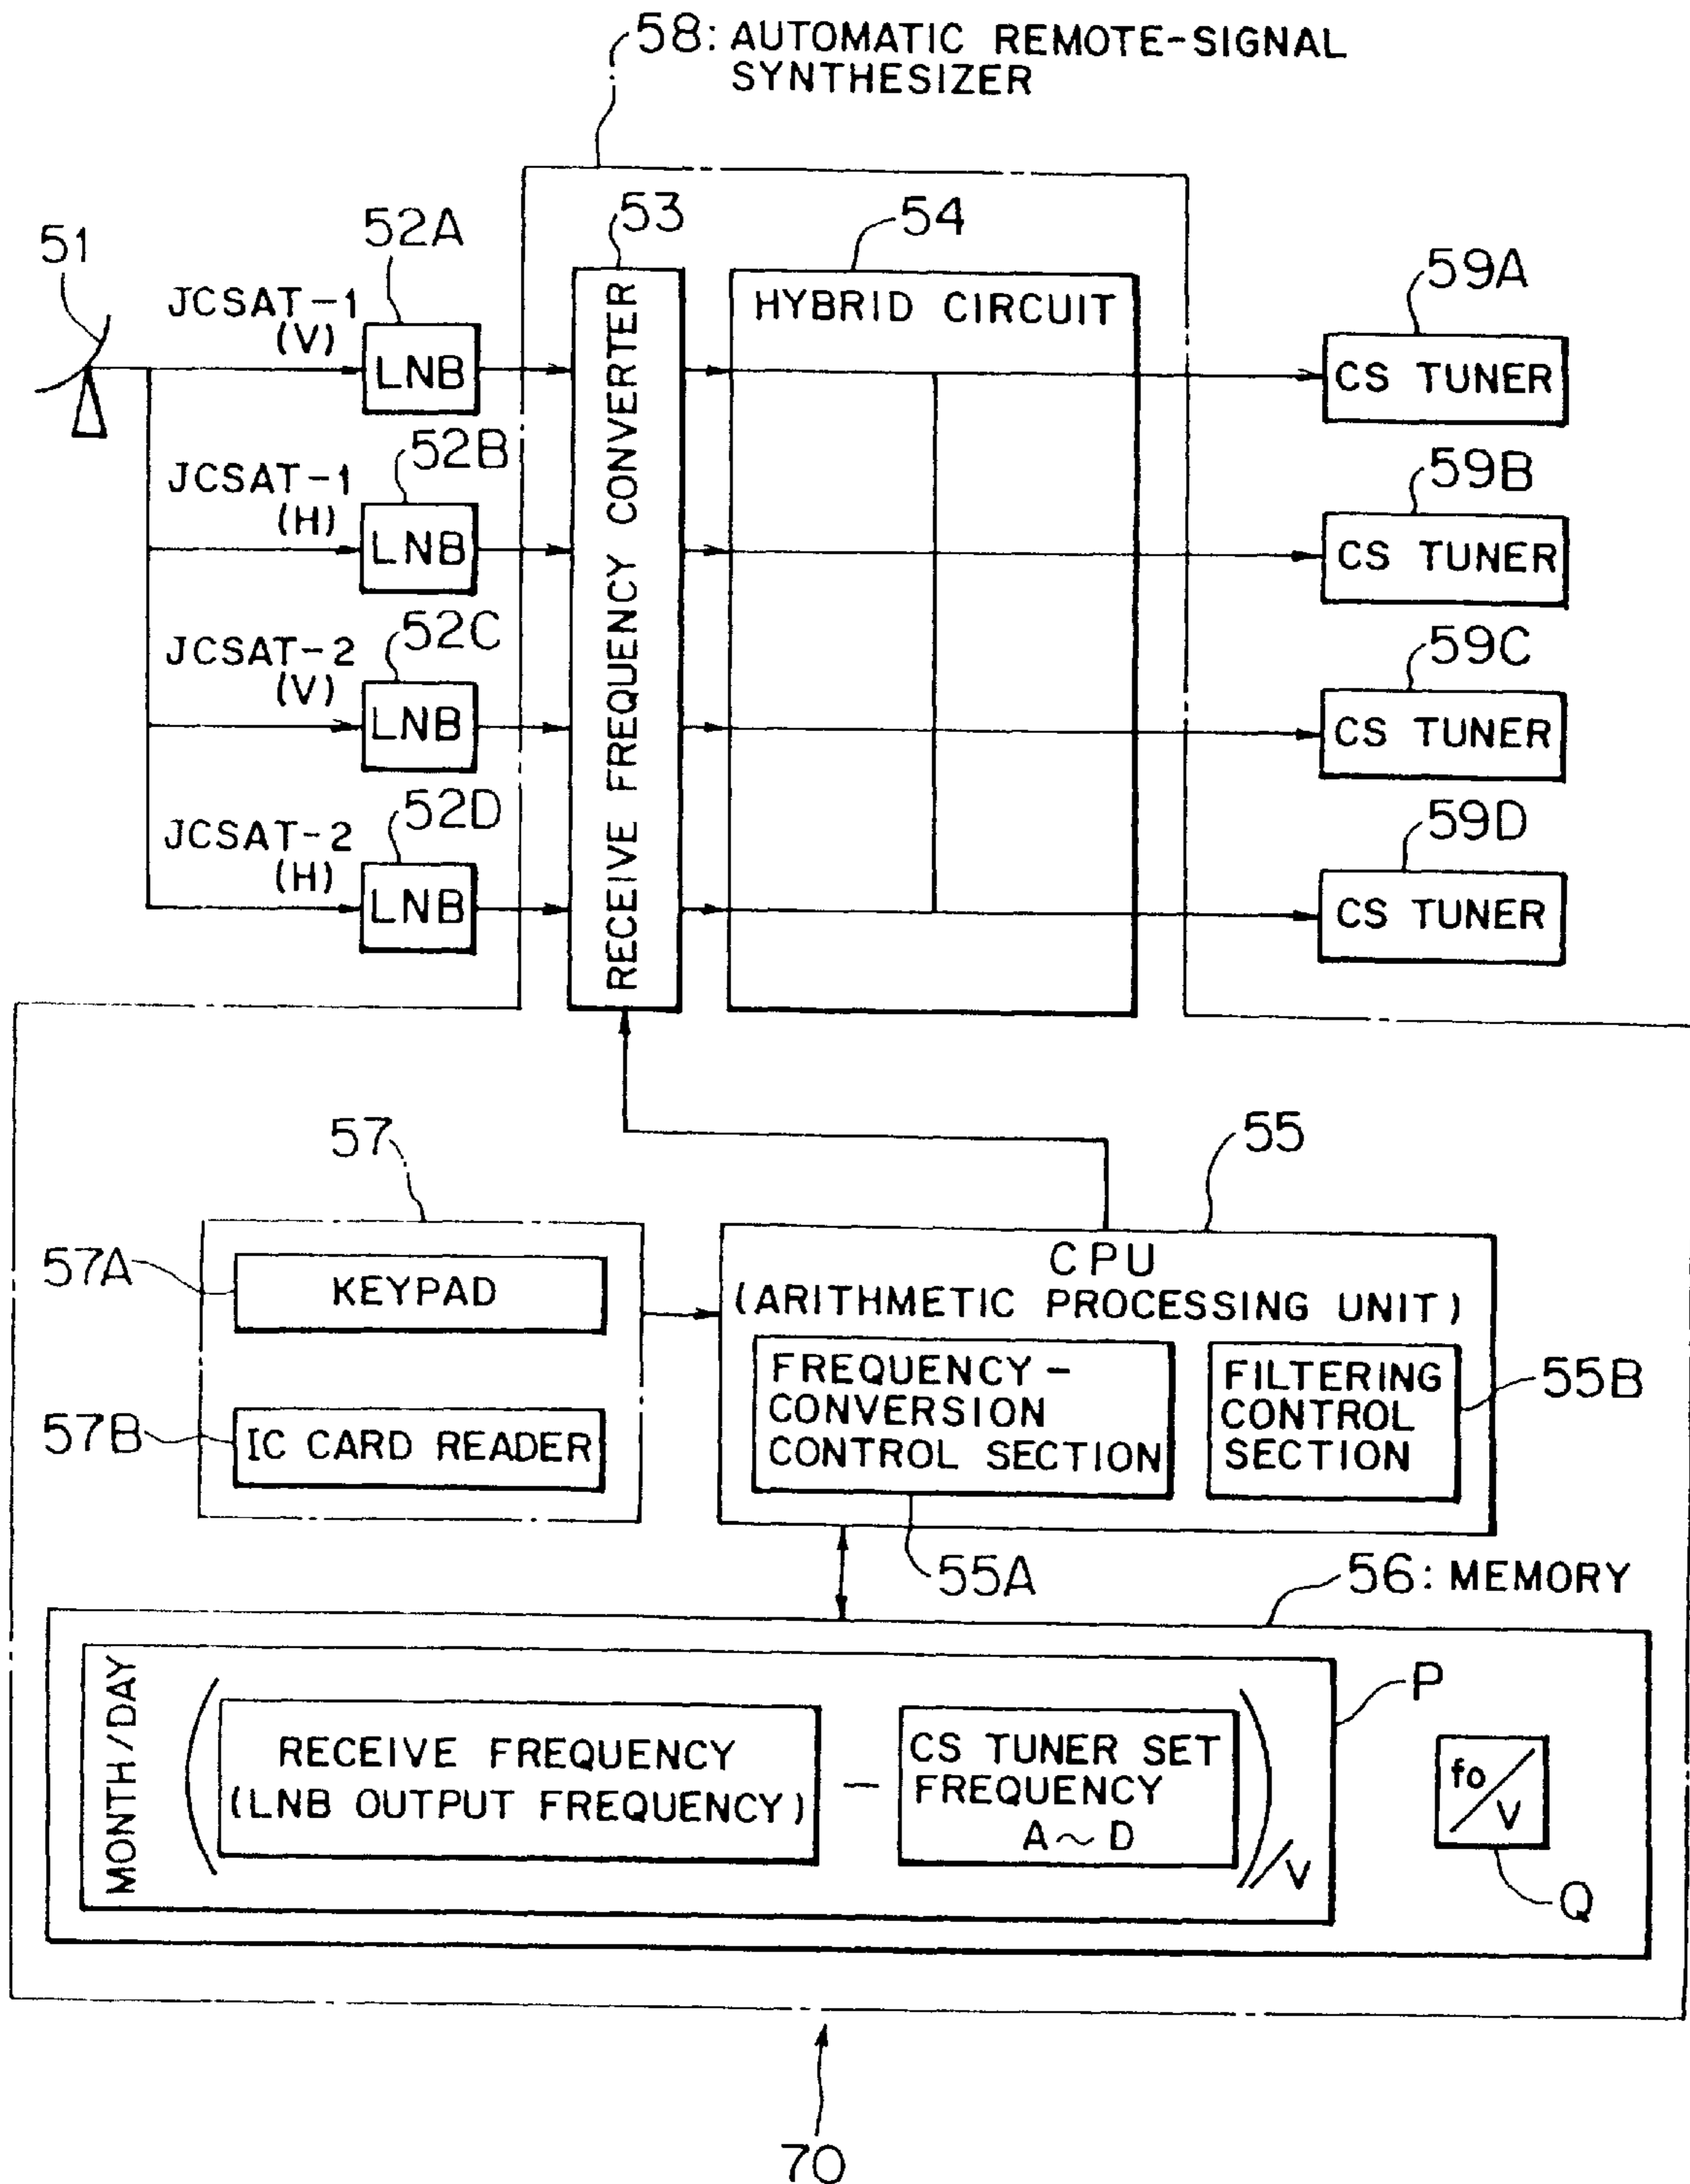 58: AUTOMATIC REMOTE-SIGNAL
SYNTHESIZER
51
52A
53
54
59A
JCSAT-1
(V)
LNB
RECEIVE FREQUENCY CONVERTER
HYBRID CIRCUIT
CS TUNER
52B
59B
JCSAT-1
(H)
LNB
CS TUNER
52C
59C
JCSAT-2
(V)
LNB
CS TUNER
52D
59D
JCSAT-2
(H)
LNB
CS TUNER
57
55
57A
KEYPAD
57B
IC CARD READER
CPU
(ARITHMETIC PROCESSING UNIT)
FREQUENCY-
CONVERSION
CONTROL SECTION
FILTERING
CONTROL
SECTION
55B
55A
56: MEMORY
MONTH/DAY
(
RECEIVE FREQUENCY
(LNB OUTPUT FREQUENCY)
—
CS TUNER SET
FREQUENCY
A~D
)/V
P
fo/V
Q
70